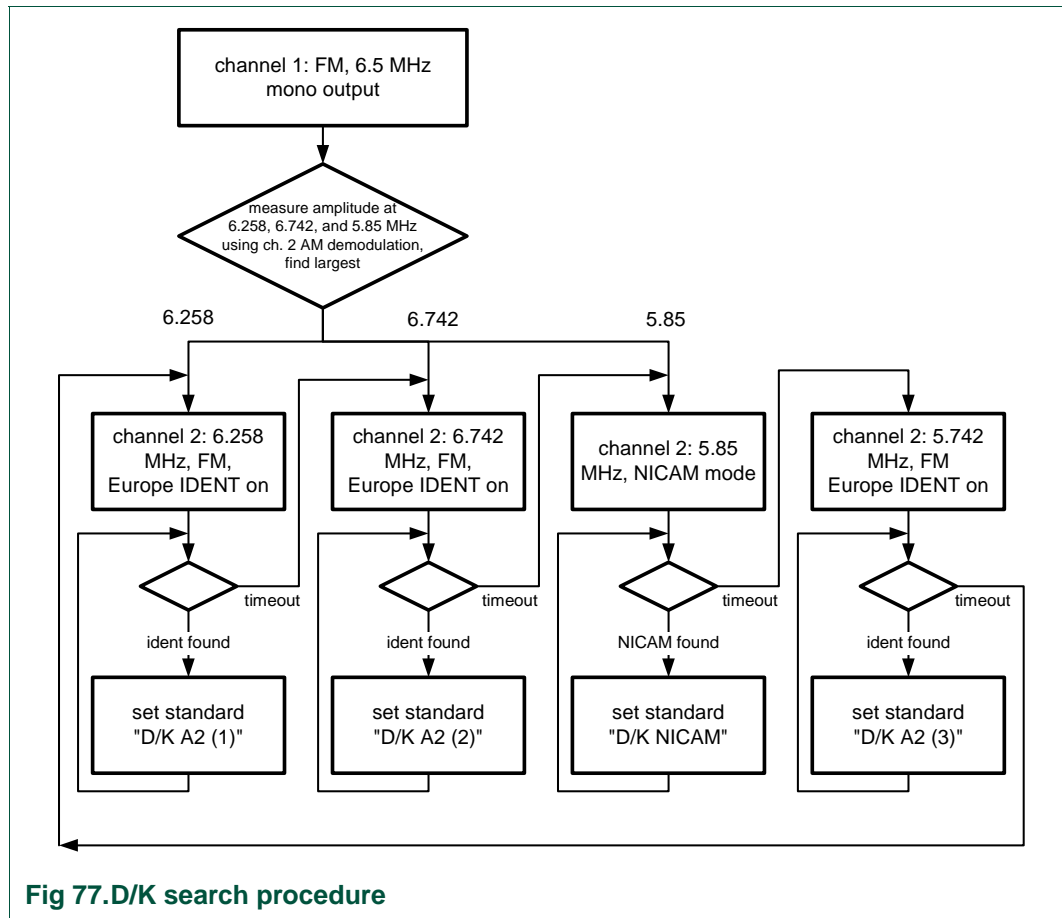 channel 1: FM, 6.5 MHz
mono output
measure amplitude at
6.258, 6.742, and 5.85 MHz
using ch. 2 AM demodulation,
find largest
6.258
6.742
5.85
channel 2: 6.258
MHz, FM,
Europe IDENT on
channel 2: 6.742
MHz, FM,
Europe IDENT on
channel 2: 5.85
MHz, NICAM mode
channel 2: 5.742
MHz, FM
Europe IDENT on
timeout
timeout
timeout
timeout
ident found
ident found
NICAM found
ident found
set standard
"D/K A2 (1)"
set standard
"D/K A2 (2)"
set standard
"D/K NICAM"
set standard
"D/K A2 (3)"
Fig 77.D/K search procedure